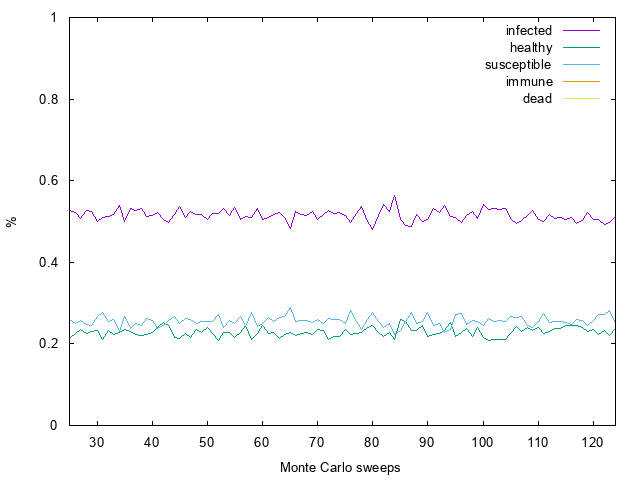 1
0.8
0.6
0.4
0.2
0
%
infected
healthy
susceptible
immune
dead
30 40 50 60 70 80 90 100 110 120
Monte Carlo sweeps